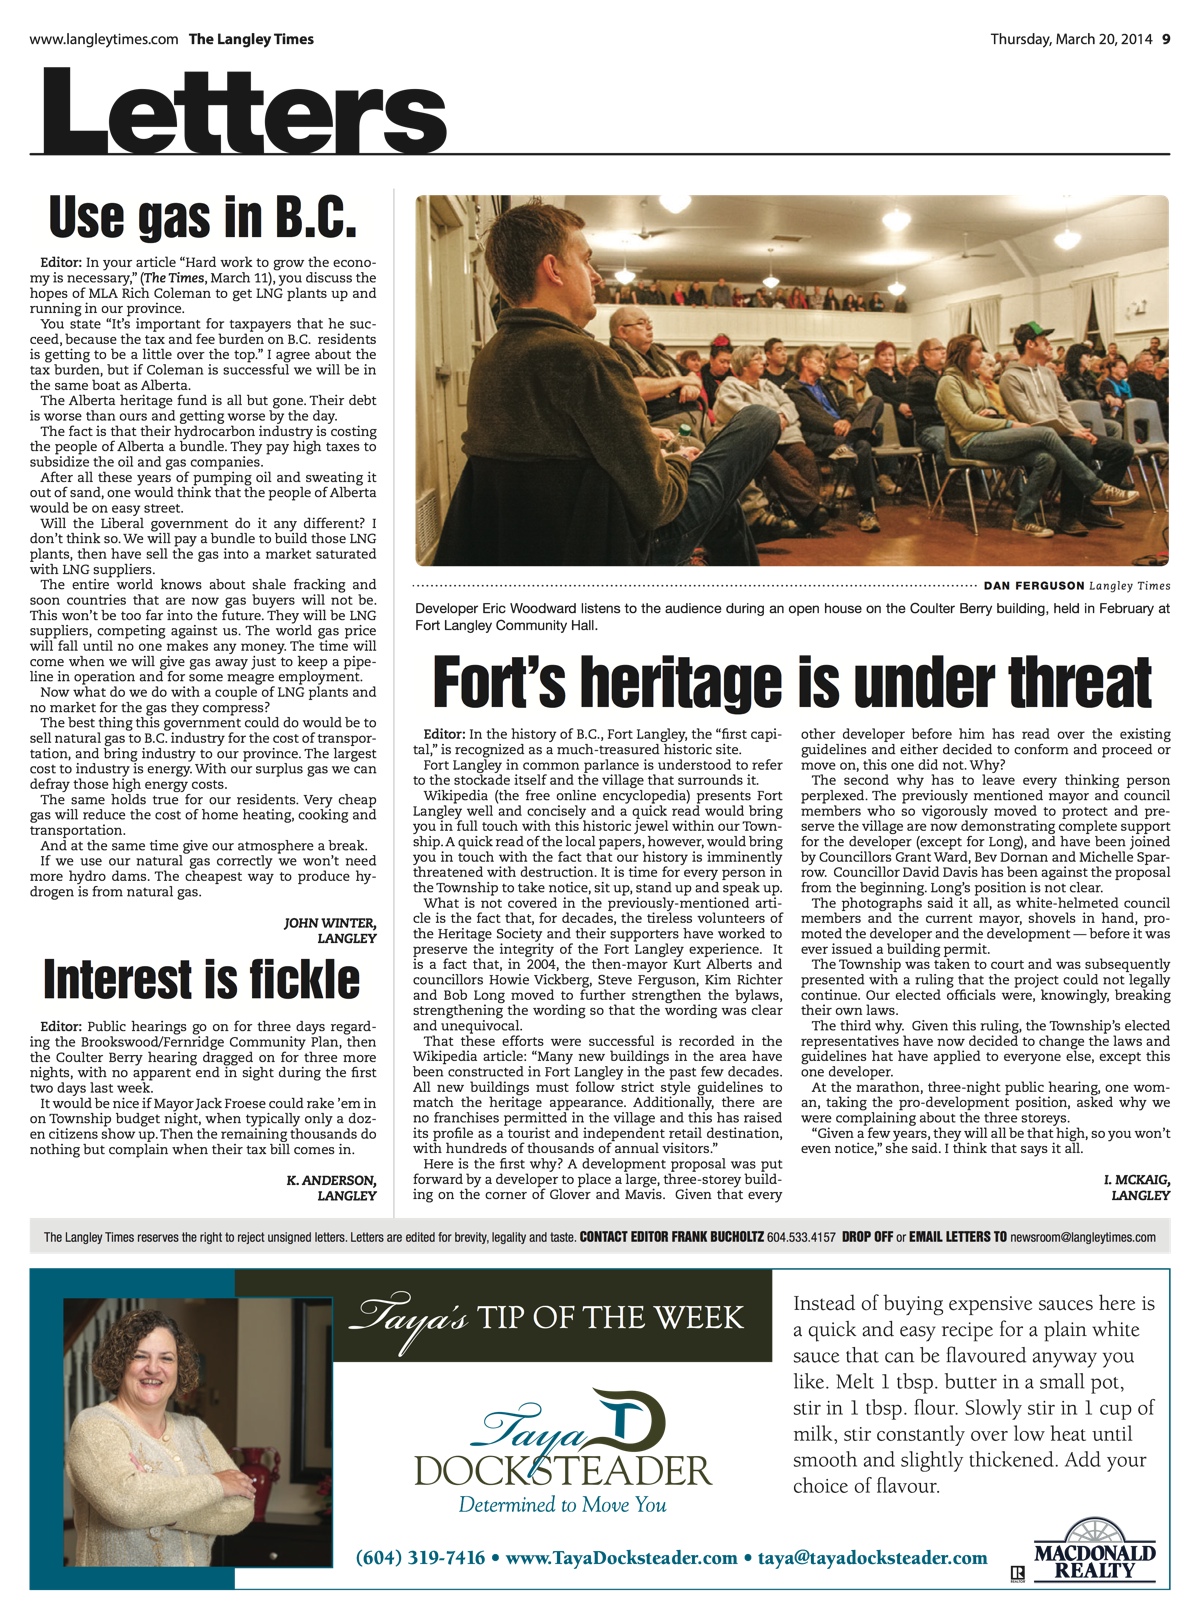 www.langleytimes.com The Langley Times
Thursday, March 20, 2014 9
Letters
Use gas in B.C.
Editor: In your article “Hard work to grow the econo-
my is necessary,” (The Times, March 11), you discuss the
hopes of MLA Rich Coleman to get LNG plants up and
running in our province.
You state “It’s important for taxpayers that he suc-
ceed, because the tax and fee burden on B.C. residents
is getting to be a little over the top.” I agree about the
tax burden, but if Coleman is successful we will be in
the same boat as Alberta.
The Alberta heritage fund is all but gone. Their debt
is worse than ours and getting worse by the day.
The fact is that their hydrocarbon industry is costing
the people of Alberta a bundle. They pay high taxes to
subsidize the oil and gas companies.
After all these years of pumping oil and sweating it
out of sand, one would think that the people of Alberta
would be on easy street.
Will the Liberal government do it any different? I
don’t think so. We will pay a bundle to build those LNG
plants, then have sell the gas into a market saturated
with LNG suppliers.
The entire world knows about shale fracking and
soon countries that are now gas buyers will not be.
This won’t be too far into the future. They will be LNG
suppliers, competing against us. The world gas price
will fall until no one makes any money. The time will
come when we will give gas away just to keep a pipe-
line in operation and for some meagre employment.
Now what do we do with a couple of LNG plants and
no market for the gas they compress?
The best thing this government could do would be to
sell natural gas to B.C. industry for the cost of transpor-
tation, and bring industry to our province. The largest
cost to industry is energy. With our surplus gas we can
defray those high energy costs.
The same holds true for our residents. Very cheap
gas will reduce the cost of home heating, cooking and
transportation.
And at the same time give our atmosphere a break.
If we use our natural gas correctly we won’t need
more hydro dams. The cheapest way to produce hy-
drogen is from natural gas.
JOHN WINTER,
LANGLEY
Interest is fickle
Editor: Public hearings go on for three days regard-
ing the Brookswood/Fernridge Community Plan, then
the Coulter Berry hearing dragged on for three more
nights, with no apparent end in sight during the first
two days last week.
It would be nice if Mayor Jack Froese could rake ’em in
on Township budget night, when typically only a doz-
en citizens show up. Then the remaining thousands do
nothing but complain when their tax bill comes in.
K. ANDERSON,
LANGLEY
DAN FERGUSON Langley Times
Developer Eric Woodward listens to the audience during an open house on the Coulter Berry building, held in February at
Fort Langley Community Hall.
Fort’s heritage is under threat
Editor: In the history of B.C., Fort Langley, the “first capi-
tal,” is recognized as a much-treasured historic site.
Fort Langley in common parlance is understood to refer
to the stockade itself and the village that surrounds it.
Wikipedia (the free online encyclopedia) presents Fort
Langley well and concisely and a quick read would bring
you in full touch with this historic jewel within our Town-
ship. A quick read of the local papers, however, would bring
you in touch with the fact that our history is imminently
threatened with destruction. It is time for every person in
the Township to take notice, sit up, stand up and speak up.
What is not covered in the previously-mentioned arti-
cle is the fact that, for decades, the tireless volunteers of
the Heritage Society and their supporters have worked to
preserve the integrity of the Fort Langley experience. It
is a fact that, in 2004, the then-mayor Kurt Alberts and
councillors Howie Vickberg, Steve Ferguson, Kim Richter
and Bob Long moved to further strengthen the bylaws,
strengthening the wording so that the wording was clear
and unequivocal.
That these efforts were successful is recorded in the
Wikipedia article: “Many new buildings in the area have
been constructed in Fort Langley in the past few decades.
All new buildings must follow strict style guidelines to
match the heritage appearance. Additionally, there are
no franchises permitted in the village and this has raised
its profile as a tourist and independent retail destination,
with hundreds of thousands of annual visitors.”
Here is the first why? A development proposal was put
forward by a developer to place a large, three-storey build-
ing on the corner of Glover and Mavis. Given that every
other developer before him has read over the existing
guidelines and either decided to conform and proceed or
move on, this one did not. Why?
The second why has to leave every thinking person
perplexed. The previously mentioned mayor and council
members who so vigorously moved to protect and pre-
serve the village are now demonstrating complete support
for the developer (except for Long), and have been joined
by Councillors Grant Ward, Bev Dornan and Michelle Spar-
row. Councillor David Davis has been against the proposal
from the beginning. Long’s position is not clear.
The photographs said it all, as white-helmeted council
members and the current mayor, shovels in hand, pro-
moted the developer and the development — before it was
ever issued a building permit.
The Township was taken to court and was subsequently
presented with a ruling that the project could not legally
continue. Our elected officials were, knowingly, breaking
their own laws.
The third why. Given this ruling, the Township’s elected
representatives have now decided to change the laws and
guidelines hat have applied to everyone else, except this
one developer.
At the marathon, three-night public hearing, one wom-
an, taking the pro-development position, asked why we
were complaining about the three storeys.
“Given a few years, they will all be that high, so you won’t
even notice,” she said. I think that says it all.
I. MCKAIG,
LANGLEY
The Langley Times reserves the right to reject unsigned letters. Letters are edited for brevity, legality and taste. CONTACT EDITOR FRANK BUCHOLTZ 604.533.4157 DROP OFF or EMAIL LETTERS TO newsroom@langleytimes.com
Taya’s TIP OF THE WEEK
Taya
DOCKSTEADER
Determined to Move You
Instead of buying expensive sauces here is
a quick and easy recipe for a plain white
sauce that can be flavoured anyway you
like. Melt 1 tbsp. butter in a small pot,
stir in 1 tbsp. flour. Slowly stir in 1 cup of
milk, stir constantly over low heat until
smooth and slightly thickened. Add your
choice of flavour.
(604) 319-7416 • www.TayaDocksteader.com • taya@tayadocksteader.com
R
REALTOR
MACDONALD
REALTY